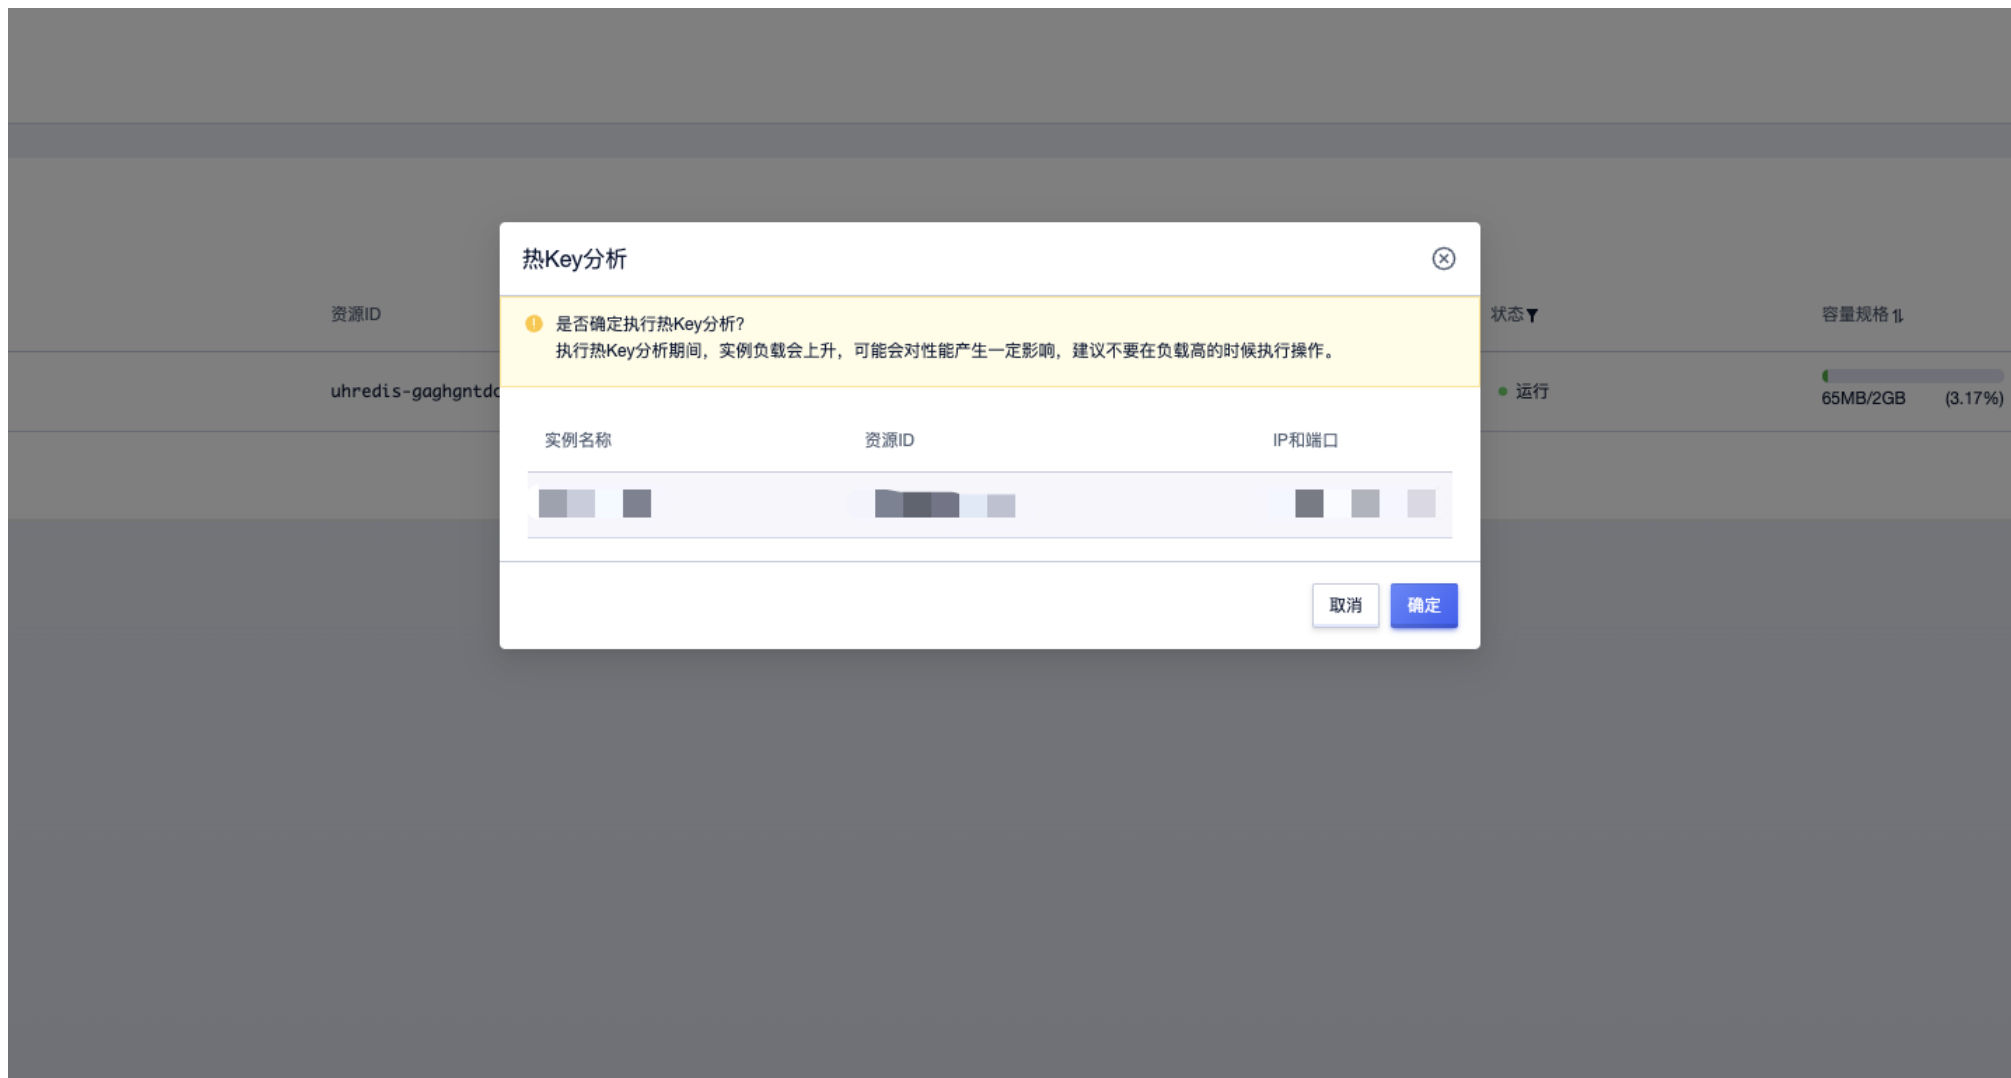 热Key分析
是否确定执行热Key分析?
执行热Key分析期间，实例负载会上升，可能会对性能产生一定影响，建议不要在负载高的时候执行操作。
资源ID
状态
容量规格
uhredis-gaghgntdc
运行
65MB/2GB (3.17%)
实例名称 资源ID IP和端口
取消 确定